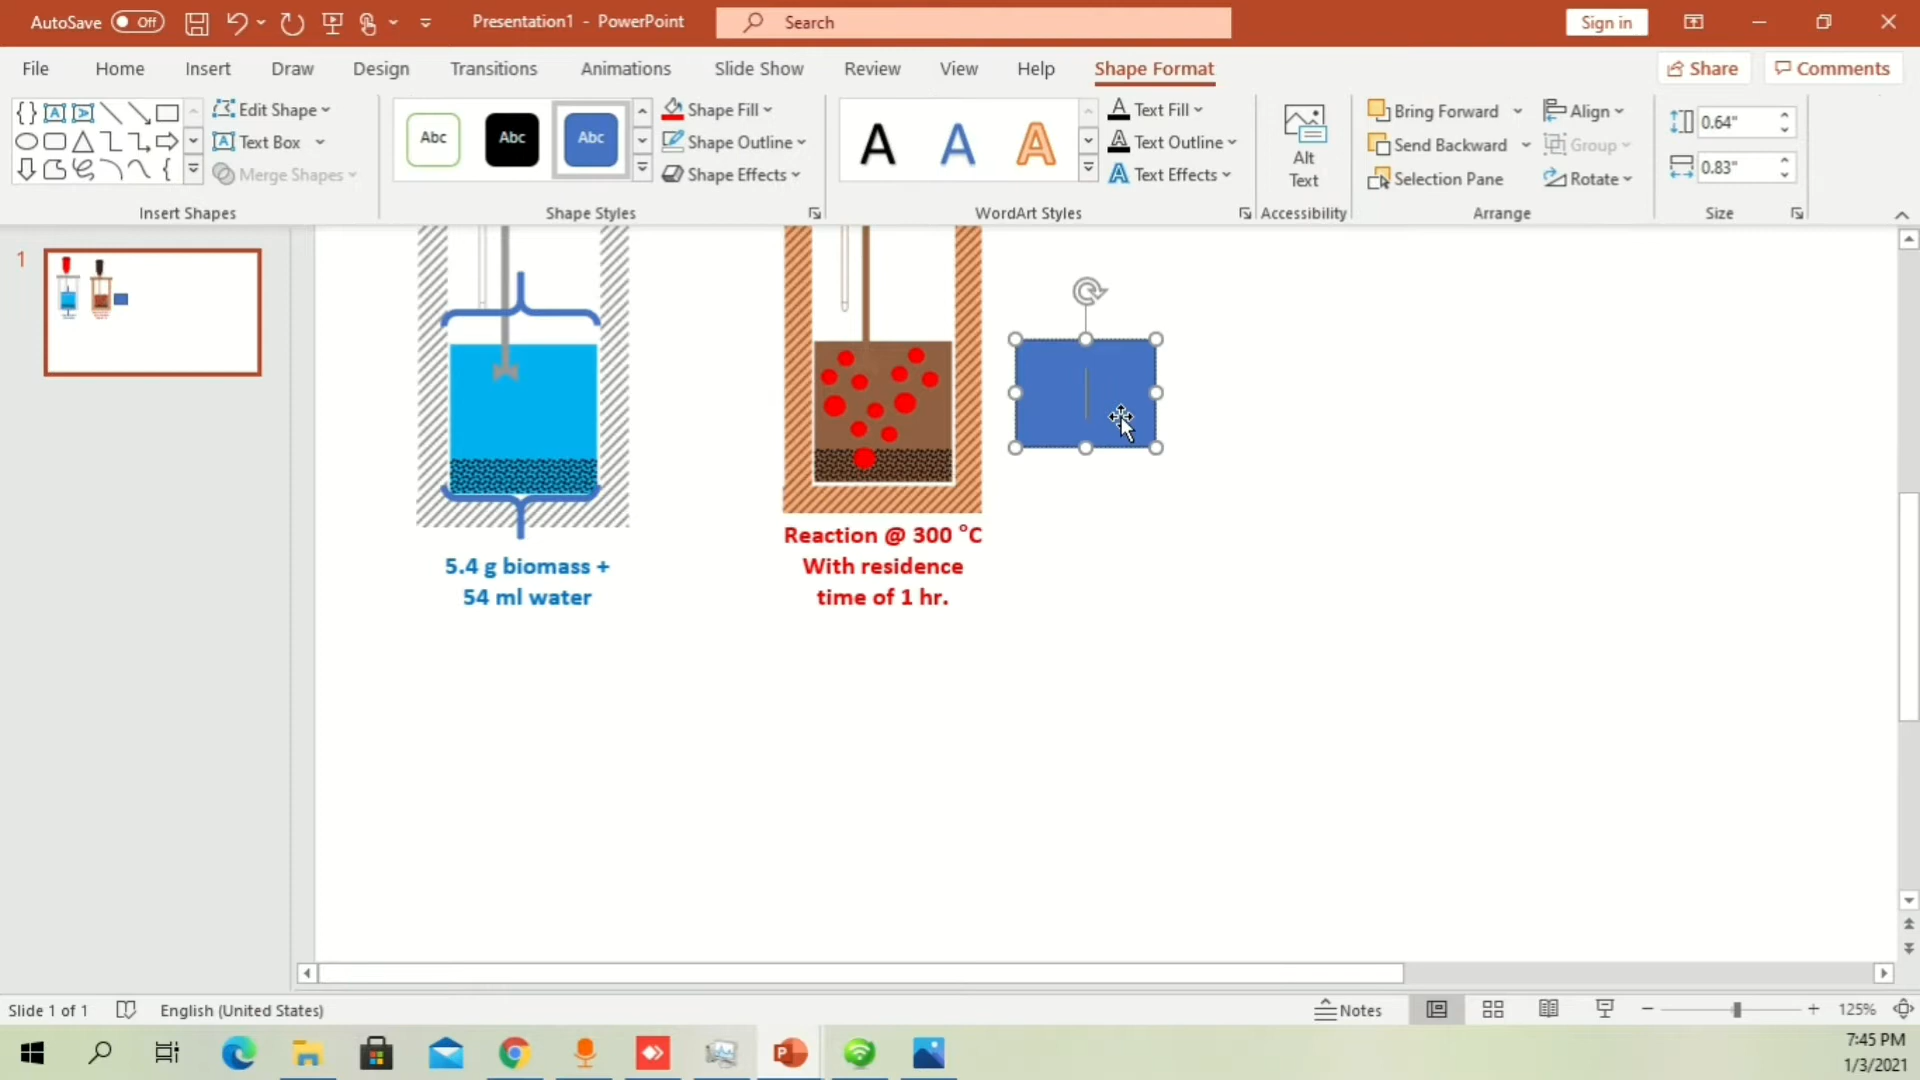 AutoSave Off
Presentation1 - PowerPoint
Search
Sign in
File Home Insert Draw Design Transitions Animations Slide Show Review View Help Shape Format
Share Comments
Edit Shape
Text Box
Merge Shapes
Insert Shapes
Abc Abc Abc
Shape Fill
Shape Outline
Shape Effects
Shape Styles
A A A
Text Fill
Text Outline
Text Effects
WordArt Styles
Alt
Text
Accessibility
Bring Forward
Send Backward
Selection Pane
Align
Group
Rotate
Arrange
0.64"
0.83"
Size
1
5.4 g biomass +
54 ml water
Reaction @ 300 °C
With residence
time of 1 hr.
Slide 1 of 1
English (United States)
Notes
125%
7:45 PM
1/3/2021